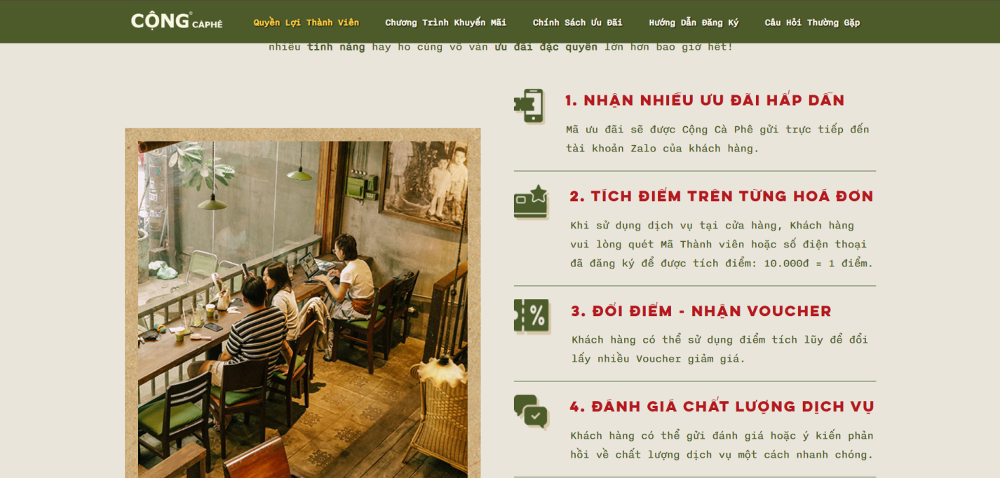 CỘNG CÀPHÊ
Quyền Lợi Thành Viên
Chương Trình Khuyến Mãi
Chính Sách Ưu Đãi
Hướng Dẫn Đăng Ký
Câu Hỏi Thường Gặp
nhiều tính năng hay ho cùng vô vàn ưu đãi đặc quyền lớn hơn bao giờ hết!
1. NHẬN NHIỀU ƯU ĐÃI HẤP DẪN
Mã ưu đãi sẽ được Cộng Cà Phê gửi trực tiếp đến
tài khoản Zalo của khách hàng.
2. TÍCH ĐIỂM TRÊN TỪNG HOÁ ĐƠN
Khi sử dụng dịch vụ tại cửa hàng, Khách hàng
vui lòng quét Mã Thành viên hoặc số điện thoại
đã đăng ký để được tích điểm: 10.000đ = 1 điểm.
3. ĐỔI ĐIỂM - NHẬN VOUCHER
Khách hàng có thể sử dụng điểm tích lũy để đổi
lấy nhiều Voucher giảm giá.
4. ĐÁNH GIÁ CHẤT LƯỢNG DỊCH VỤ
Khách hàng có thể gửi đánh giá hoặc ý kiến phản
hồi về chất lượng dịch vụ một cách nhanh chóng.